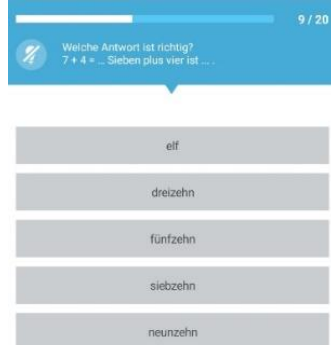 9 / 20
Welche Antwort ist richtig?
7 + 4 = ... Sieben plus vier ist ... .
elf
dreizehn
fünfzehn
siebzehn
neunzehn